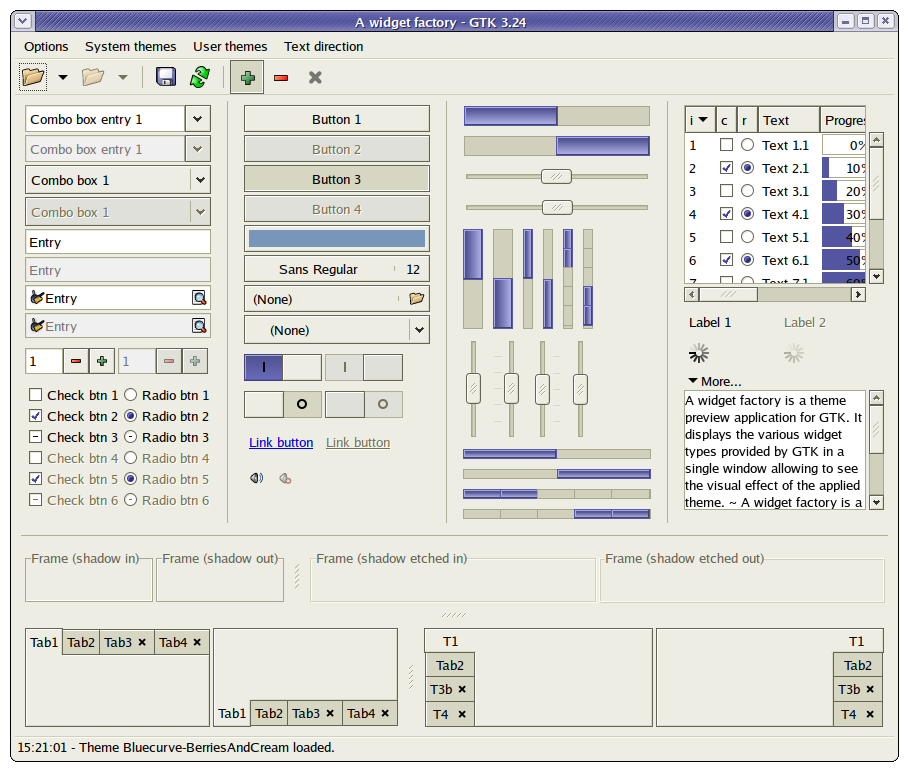 A widget factory - GTK 3.24
Options System themes User themes Text direction
Combo box entry 1
Combo box entry 1
Combo box 1
Combo box 1
Entry
Entry
Entry
Entry
1 1
Check btn 1 Radio btn 1
Check btn 2 Radio btn 2
Check btn 3 Radio btn 3
Check btn 4 Radio btn 4
Check btn 5 Radio btn 5
Check btn 6 Radio btn 6
Button 1
Button 2
Button 3
Button 4
Sans Regular 12
(None)
(None)
Link button Link button
i c r Text Progres
1 Text 1.1 0%
2 Text 2.1 10%
3 Text 3.1 20%
4 Text 4.1 30%
5 Text 5.1 40%
6 Text 6.1 50%
7 Text 7.1 60%
Label 1 Label 2
More...
A widget factory is a theme
preview application for GTK. It
displays the various widget
types provided by GTK in a
single window allowing to see
the visual effect of the applied
theme. ~ A widget factory is a
Frame (shadow in) Frame (shadow out) Frame (shadow etched in) Frame (shadow etched out)
Tab1 Tab2 Tab3 Tab4
Tab1 Tab2 Tab3 Tab4
T1
Tab2
T3b
T4
T1
Tab2
T3b
T4
15:21:01 - Theme Bluecurve-BerriesAndCream loaded.